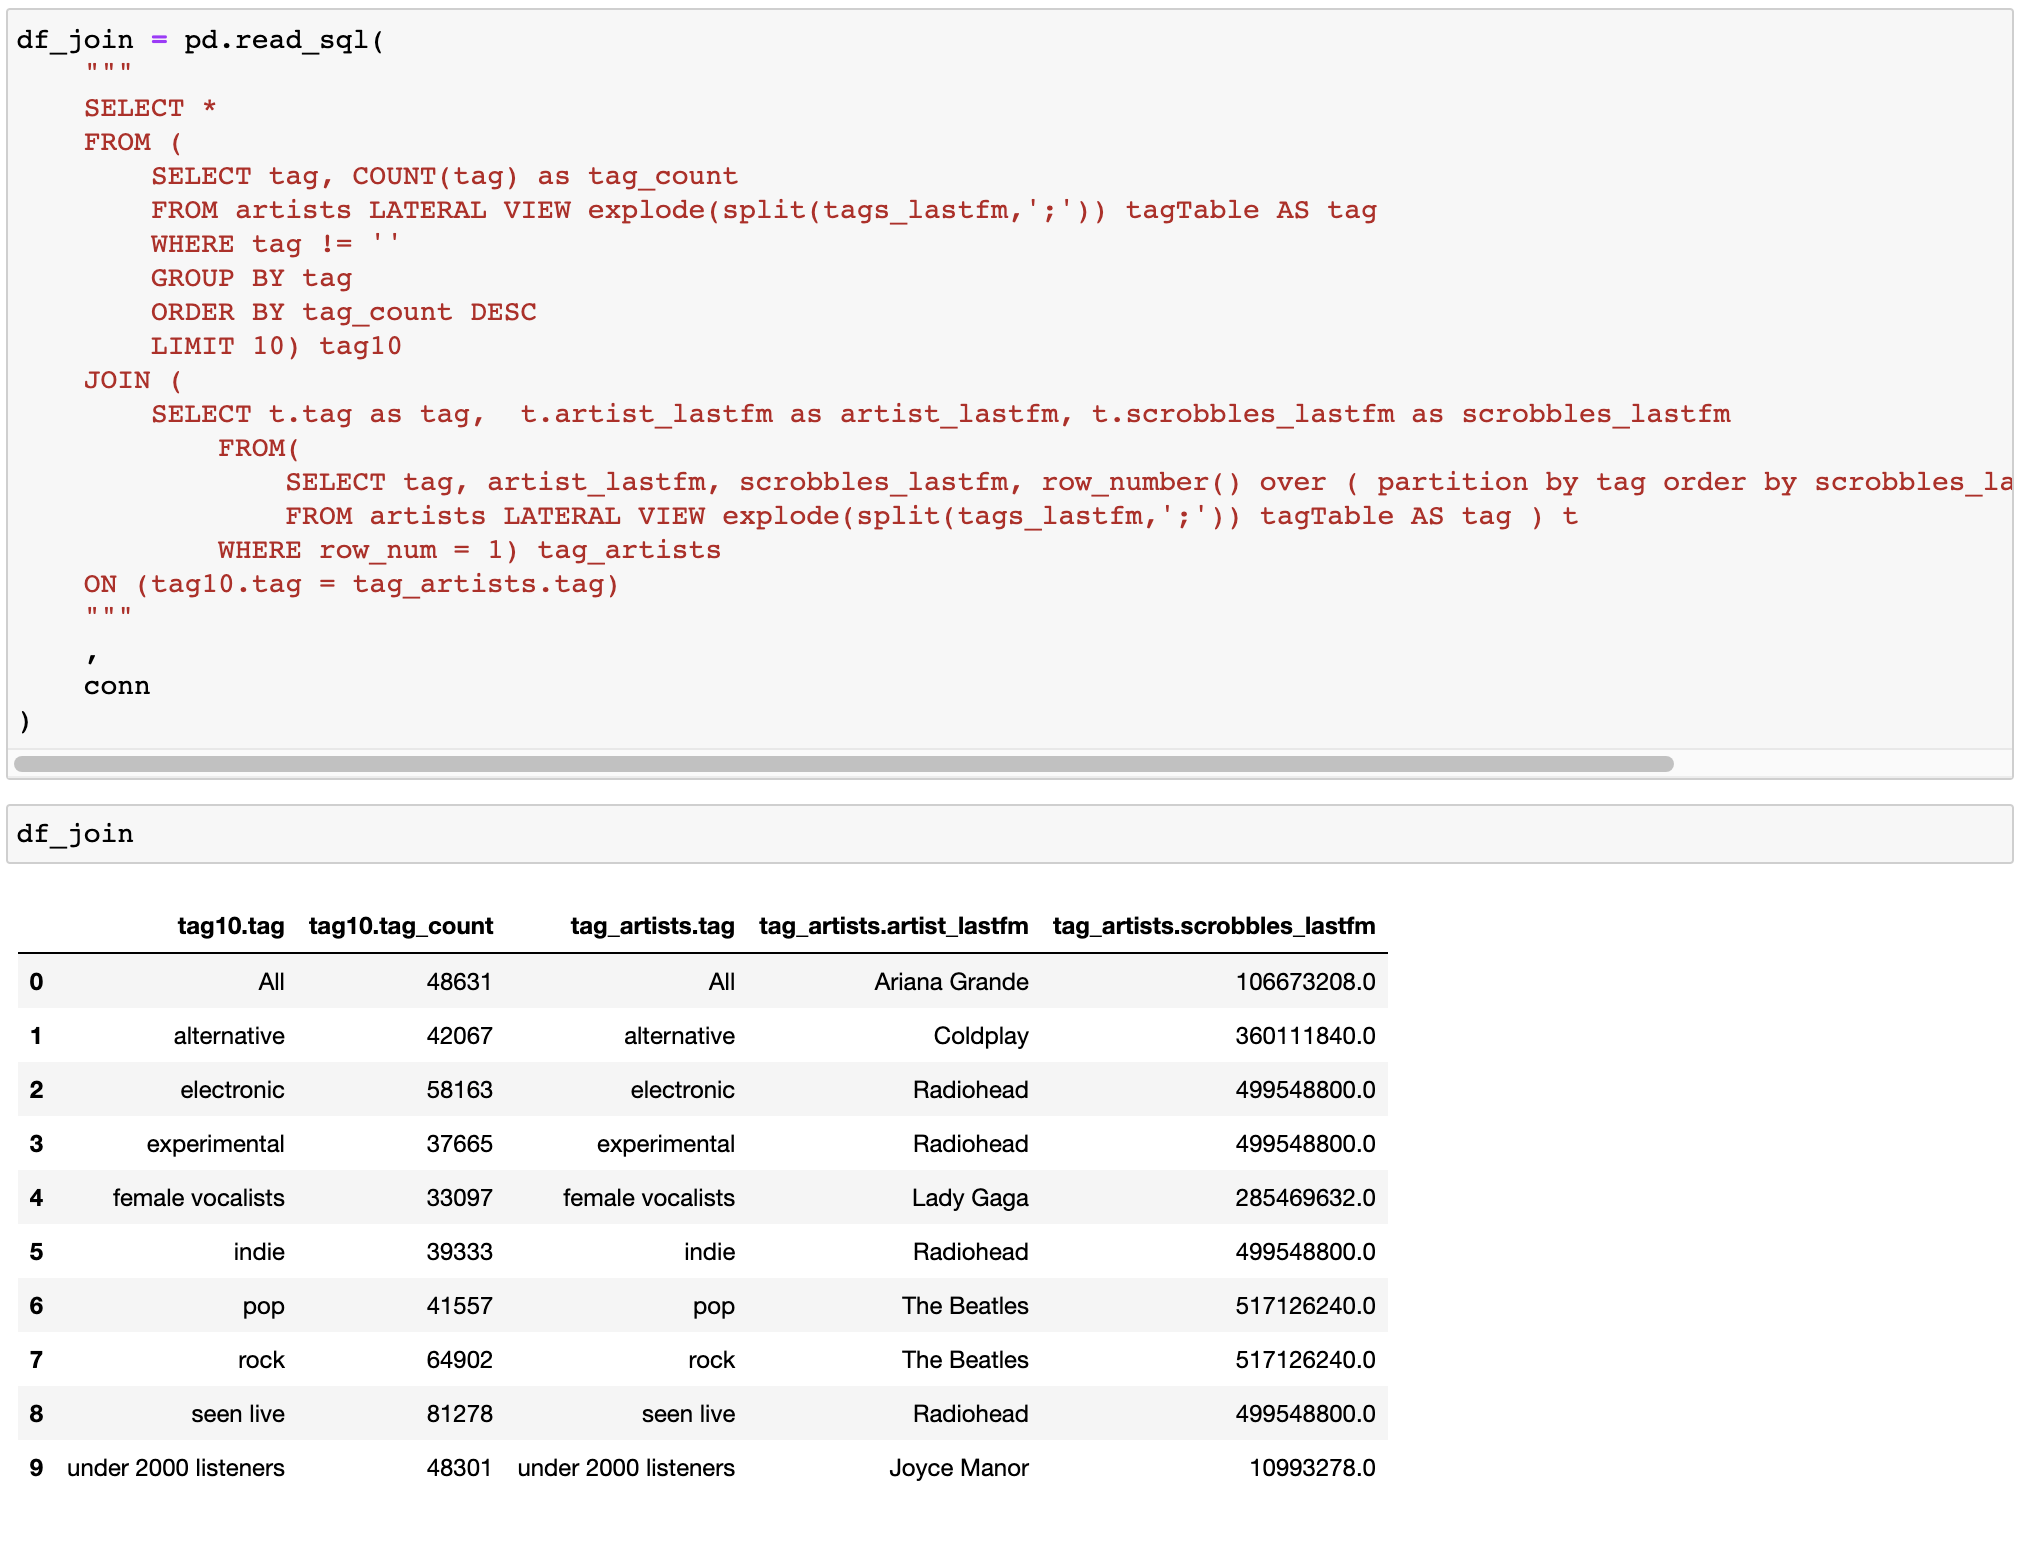 df_join = pd.read_sql(
"""
SELECT *
FROM (
SELECT tag, COUNT(tag) as tag_count
FROM artists LATERAL VIEW explode(split(tags_lastfm,';')) tagTable AS tag
WHERE tag != ''
GROUP BY tag
ORDER BY tag_count DESC
LIMIT 10) tag10
JOIN (
SELECT t.tag as tag,  t.artist_lastfm as artist_lastfm, t.scrobbles_lastfm as scrobbles_lastfm
FROM(
SELECT tag, artist_lastfm, scrobbles_lastfm, row_number() over ( partition by tag order by scrobbles_la
FROM artists LATERAL VIEW explode(split(tags_lastfm,';')) tagTable AS tag ) t
WHERE row_num = 1) tag_artists
ON (tag10.tag = tag_artists.tag)
"""
,
conn
)
df_join
tag10.tag tag10.tag_count tag_artists.tag tag_artists.artist_lastfm tag_artists.scrobbles_lastfm
0 All 48631 All Ariana Grande 106673208.0
1 alternative 42067 alternative Coldplay 360111840.0
2 electronic 58163 electronic Radiohead 499548800.0
3 experimental 37665 experimental Radiohead 499548800.0
4 female vocalists 33097 female vocalists Lady Gaga 285469632.0
5 indie 39333 indie Radiohead 499548800.0
6 pop 41557 pop The Beatles 517126240.0
7 rock 64902 rock The Beatles 517126240.0
8 seen live 81278 seen live Radiohead 499548800.0
9 under 2000 listeners 48301 under 2000 listeners Joyce Manor 10993278.0